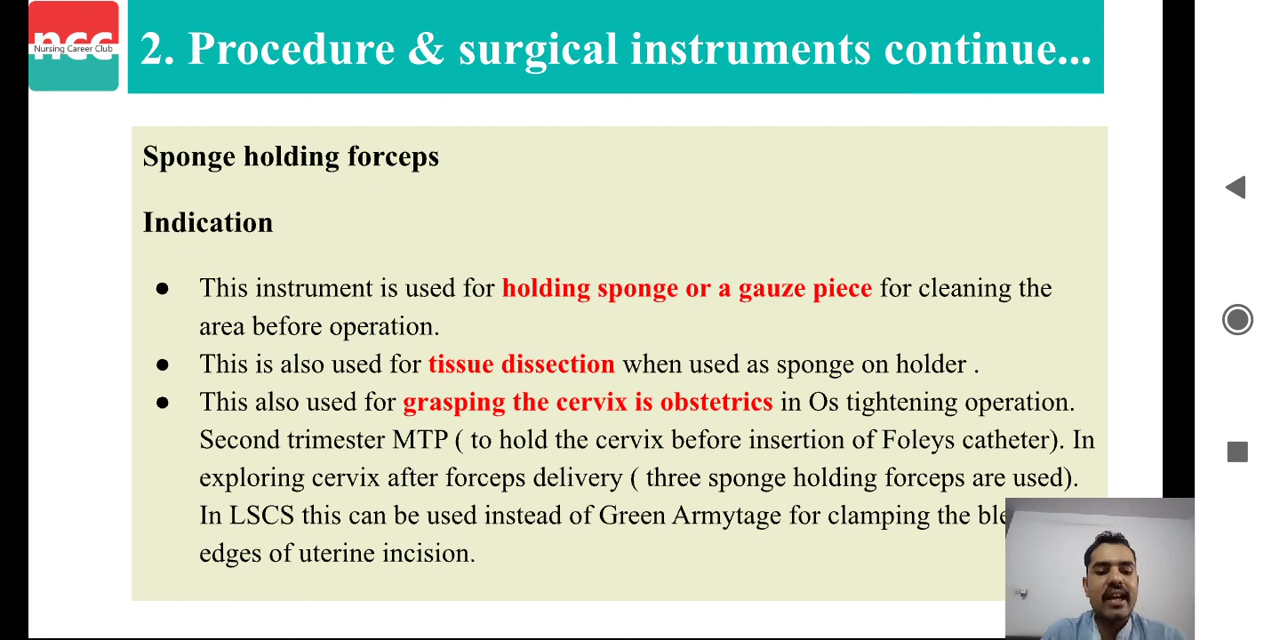 ncc
Nursing Career Club
2. Procedure & surgical instruments continue...
Sponge holding forceps
Indication
● This instrument is used for holding sponge or a gauze piece for cleaning the
area before operation.
● This is also used for tissue dissection when used as sponge on holder .
● This also used for grasping the cervix is obstetrics in Os tightening operation.
Second trimester MTP ( to hold the cervix before insertion of Foleys catheter). In
exploring cervix after forceps delivery ( three sponge holding forceps are used).
In LSCS this can be used instead of Green Armytage for clamping the
edges of uterine incision.